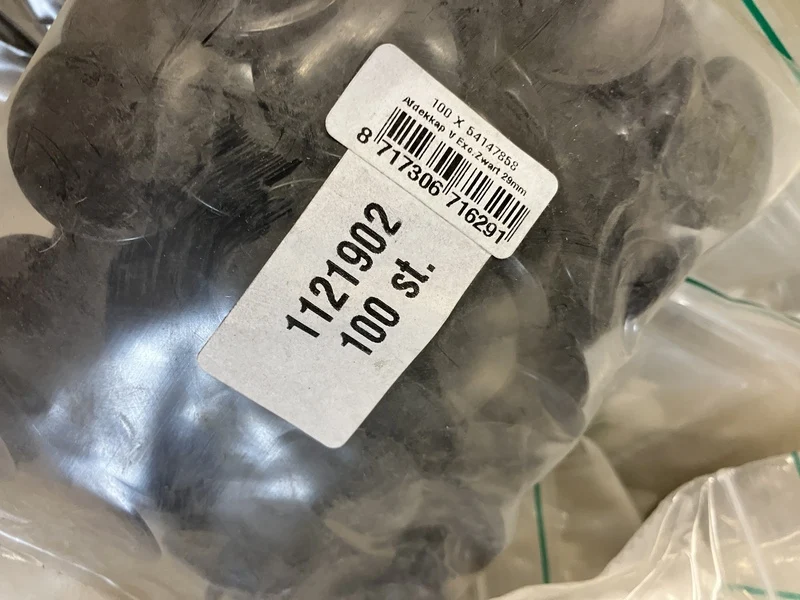 100 X 54147858
Afdekkap V Exc.Zwart 29mm
8 717306 716291
1121902
100 st.